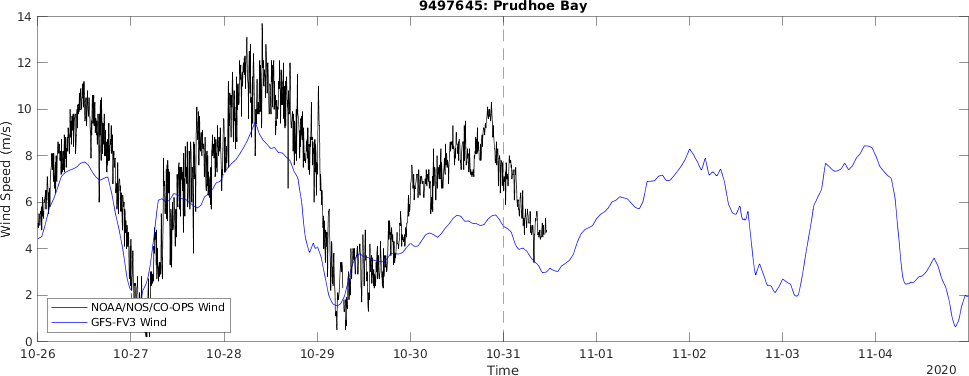 9497645: Prudhoe Bay
Wind Speed (m/s)
14
12
10
8
6
4
2
0
NOAA/NOS/CO-OPS Wind
GFS-FV3 Wind
10-26 10-27 10-28 10-29 10-30 10-31 11-01 11-02 11-03 11-04
Time
2020